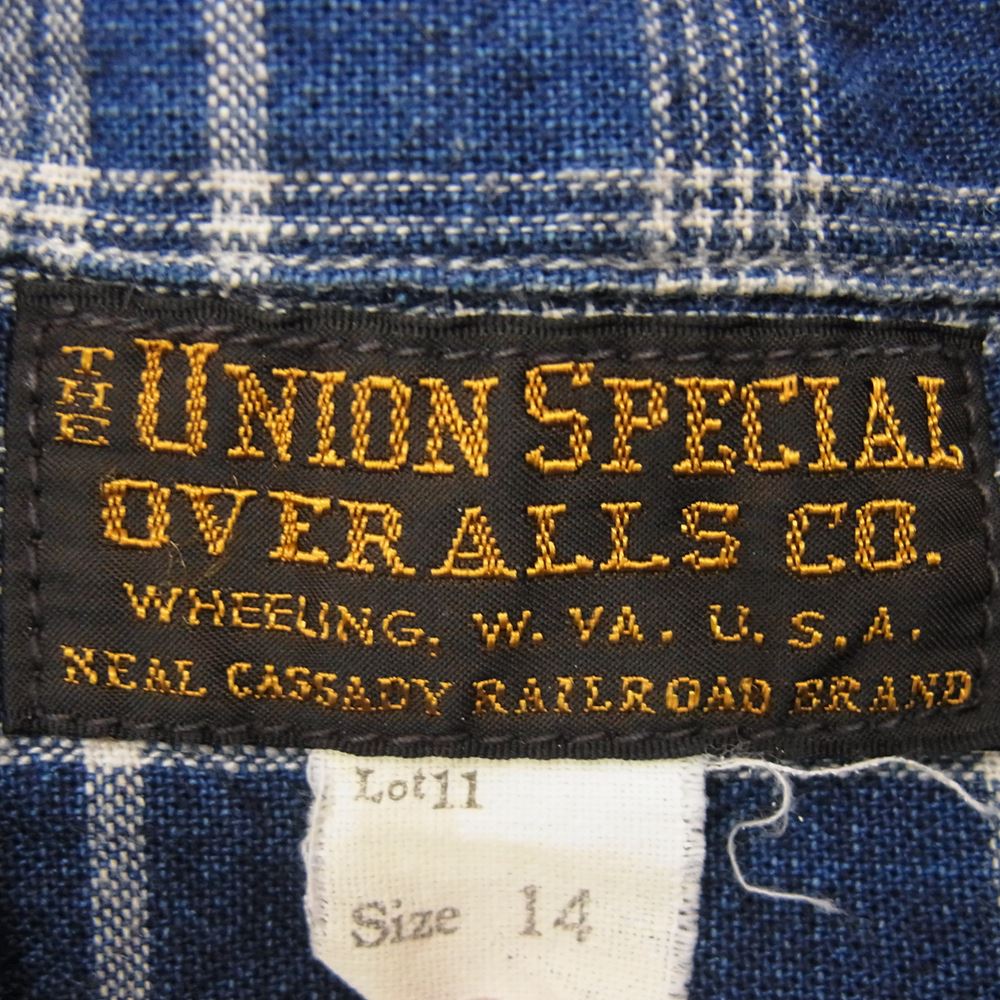 THE UNION SPECIAL
OVERALLS CO.
WHEELING, W. VA. U.S.A.
NEAL CASSADY RAILROAD BRAND
Lot 11
Size 14